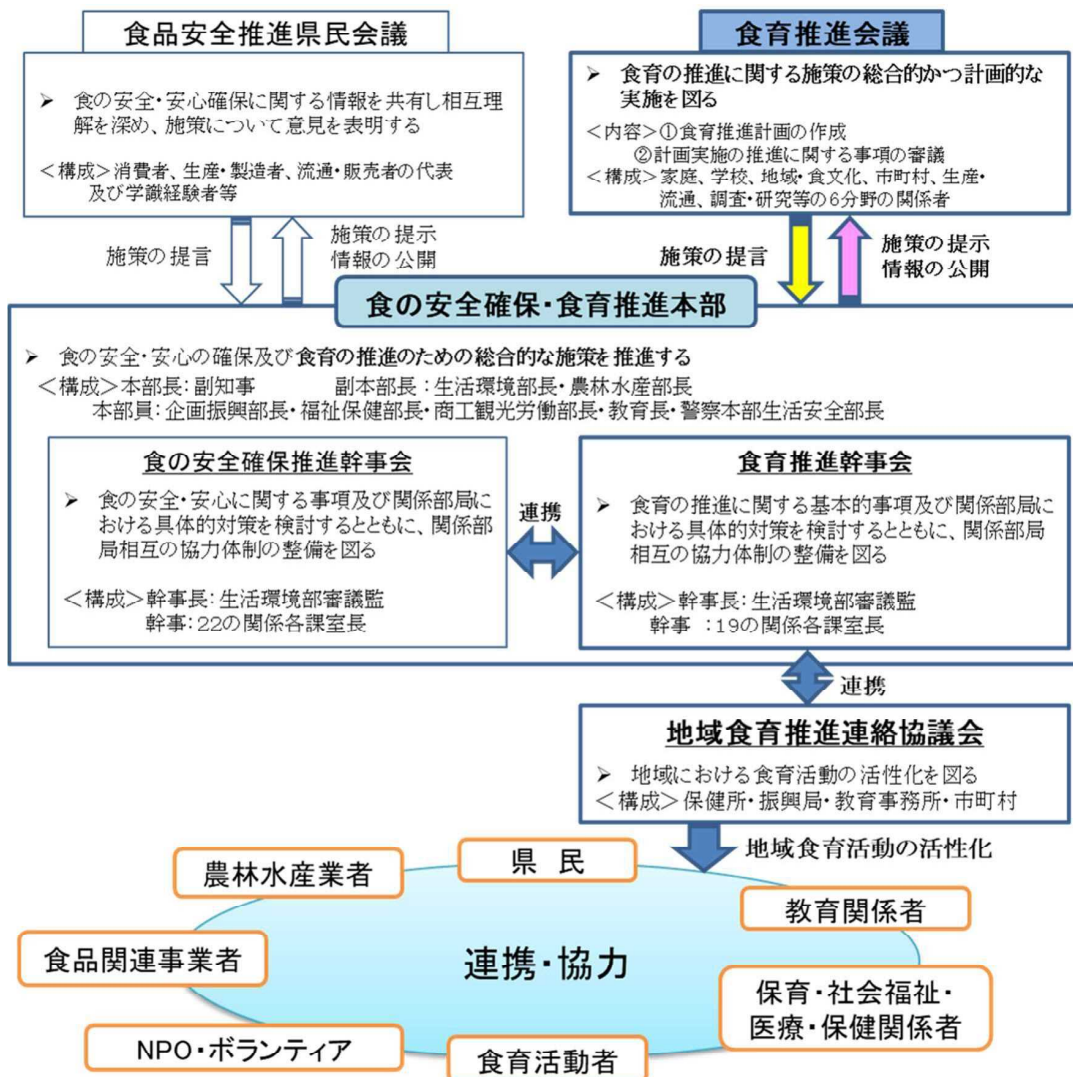 食品安全推進県民会議
➢ 食の安全・安心確保に関する情報を共有し相互理
解を深め、施策について意見を表明する
＜構成＞消費者、生産・製造者、流通・販売者の代表
及び学識経験者等
食育推進会議
➢ 食育の推進に関する施策の総合的かつ計画的な
実施を図る
＜内容＞①食育推進計画の作成
②計画実施の推進に関する事項の審議
＜構成＞家庭、学校、地域・食文化、市町村、生産・
流通、調査・研究等の6分野の関係者
施策の提言
施策の提示
情報の公開
施策の提言
施策の提示
情報の公開
食の安全確保・食育推進本部
➢ 食の安全・安心の確保及び食育の推進のための総合的な施策を推進する
＜構成＞本部長：副知事 副本部長：生活環境部長・農林水産部長
本部員：企画振興部長・福祉保健部長・商工観光労働部長・教育長・警察本部生活安全部長
食の安全確保推進幹事会
➢ 食の安全・安心に関する事項及び関係部局に
おける具体的対策を検討するとともに、関係部
局相互の協力体制の整備を図る
＜構成＞幹事長：生活環境部審議監
幹事：22の関係各課室長
連携
食育推進幹事会
➢ 食育の推進に関する基本的事項及び関係部局に
おける具体的対策を検討するとともに、関係部局
相互の協力体制の整備を図る
＜構成＞幹事長：生活環境部審議監
幹事 ：19の関係各課室長
連携
地域食育推進連絡協議会
➢ 地域における食育活動の活性化を図る
＜構成＞保健所・振興局・教育事務所・市町村
地域食育活動の活性化
県 民
農林水産業者
教育関係者
食品関連事業者
連携・協力
保育・社会福祉・
医療・保健関係者
NPO・ボランティア
食育活動者